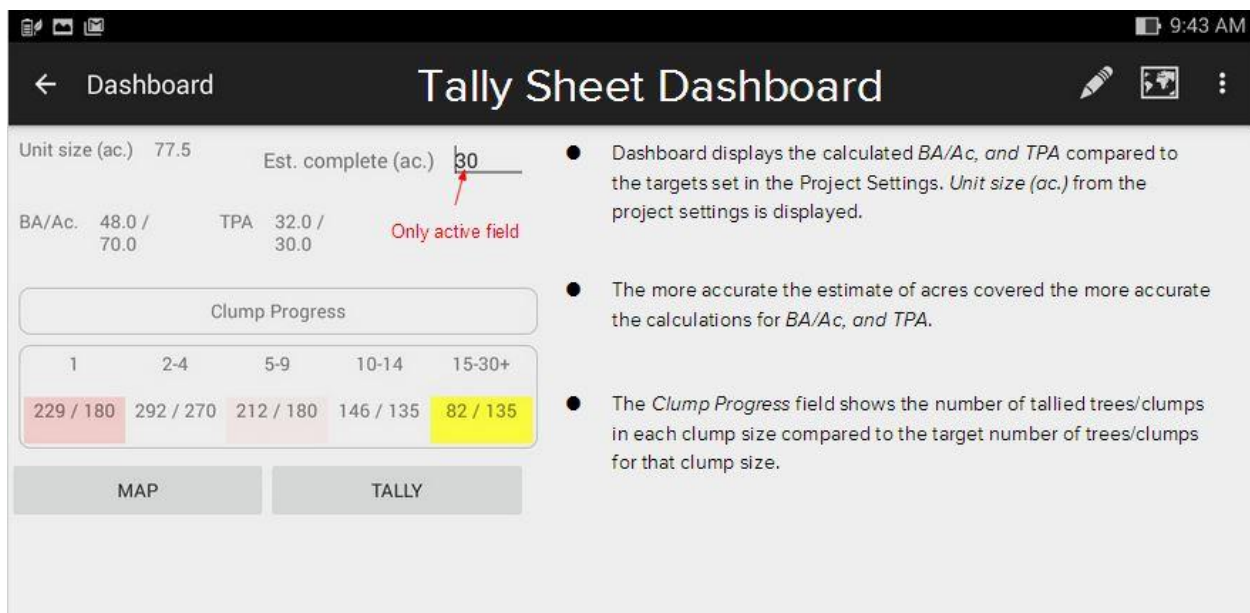 9:43 AM
Dashboard
Tally Sheet Dashboard
Unit size (ac.) 77.5
Est. complete (ac.) 30
Only active field
BA/Ac. 48.0 /
70.0
TPA 32.0 /
30.0
Clump Progress
1 2-4 5-9 10-14 15-30+
229 / 180 292 / 270 212 / 180 146 / 135 82 / 135
MAP TALLY
● Dashboard displays the calculated BA/Ac, and TPA compared to
the targets set in the Project Settings. Unit size (ac.) from the
project settings is displayed.
● The more accurate the estimate of acres covered the more accurate
the calculations for BA/Ac, and TPA.
● The Clump Progress field shows the number of tallied trees/clumps
in each clump size compared to the target number of trees/clumps
for that clump size.